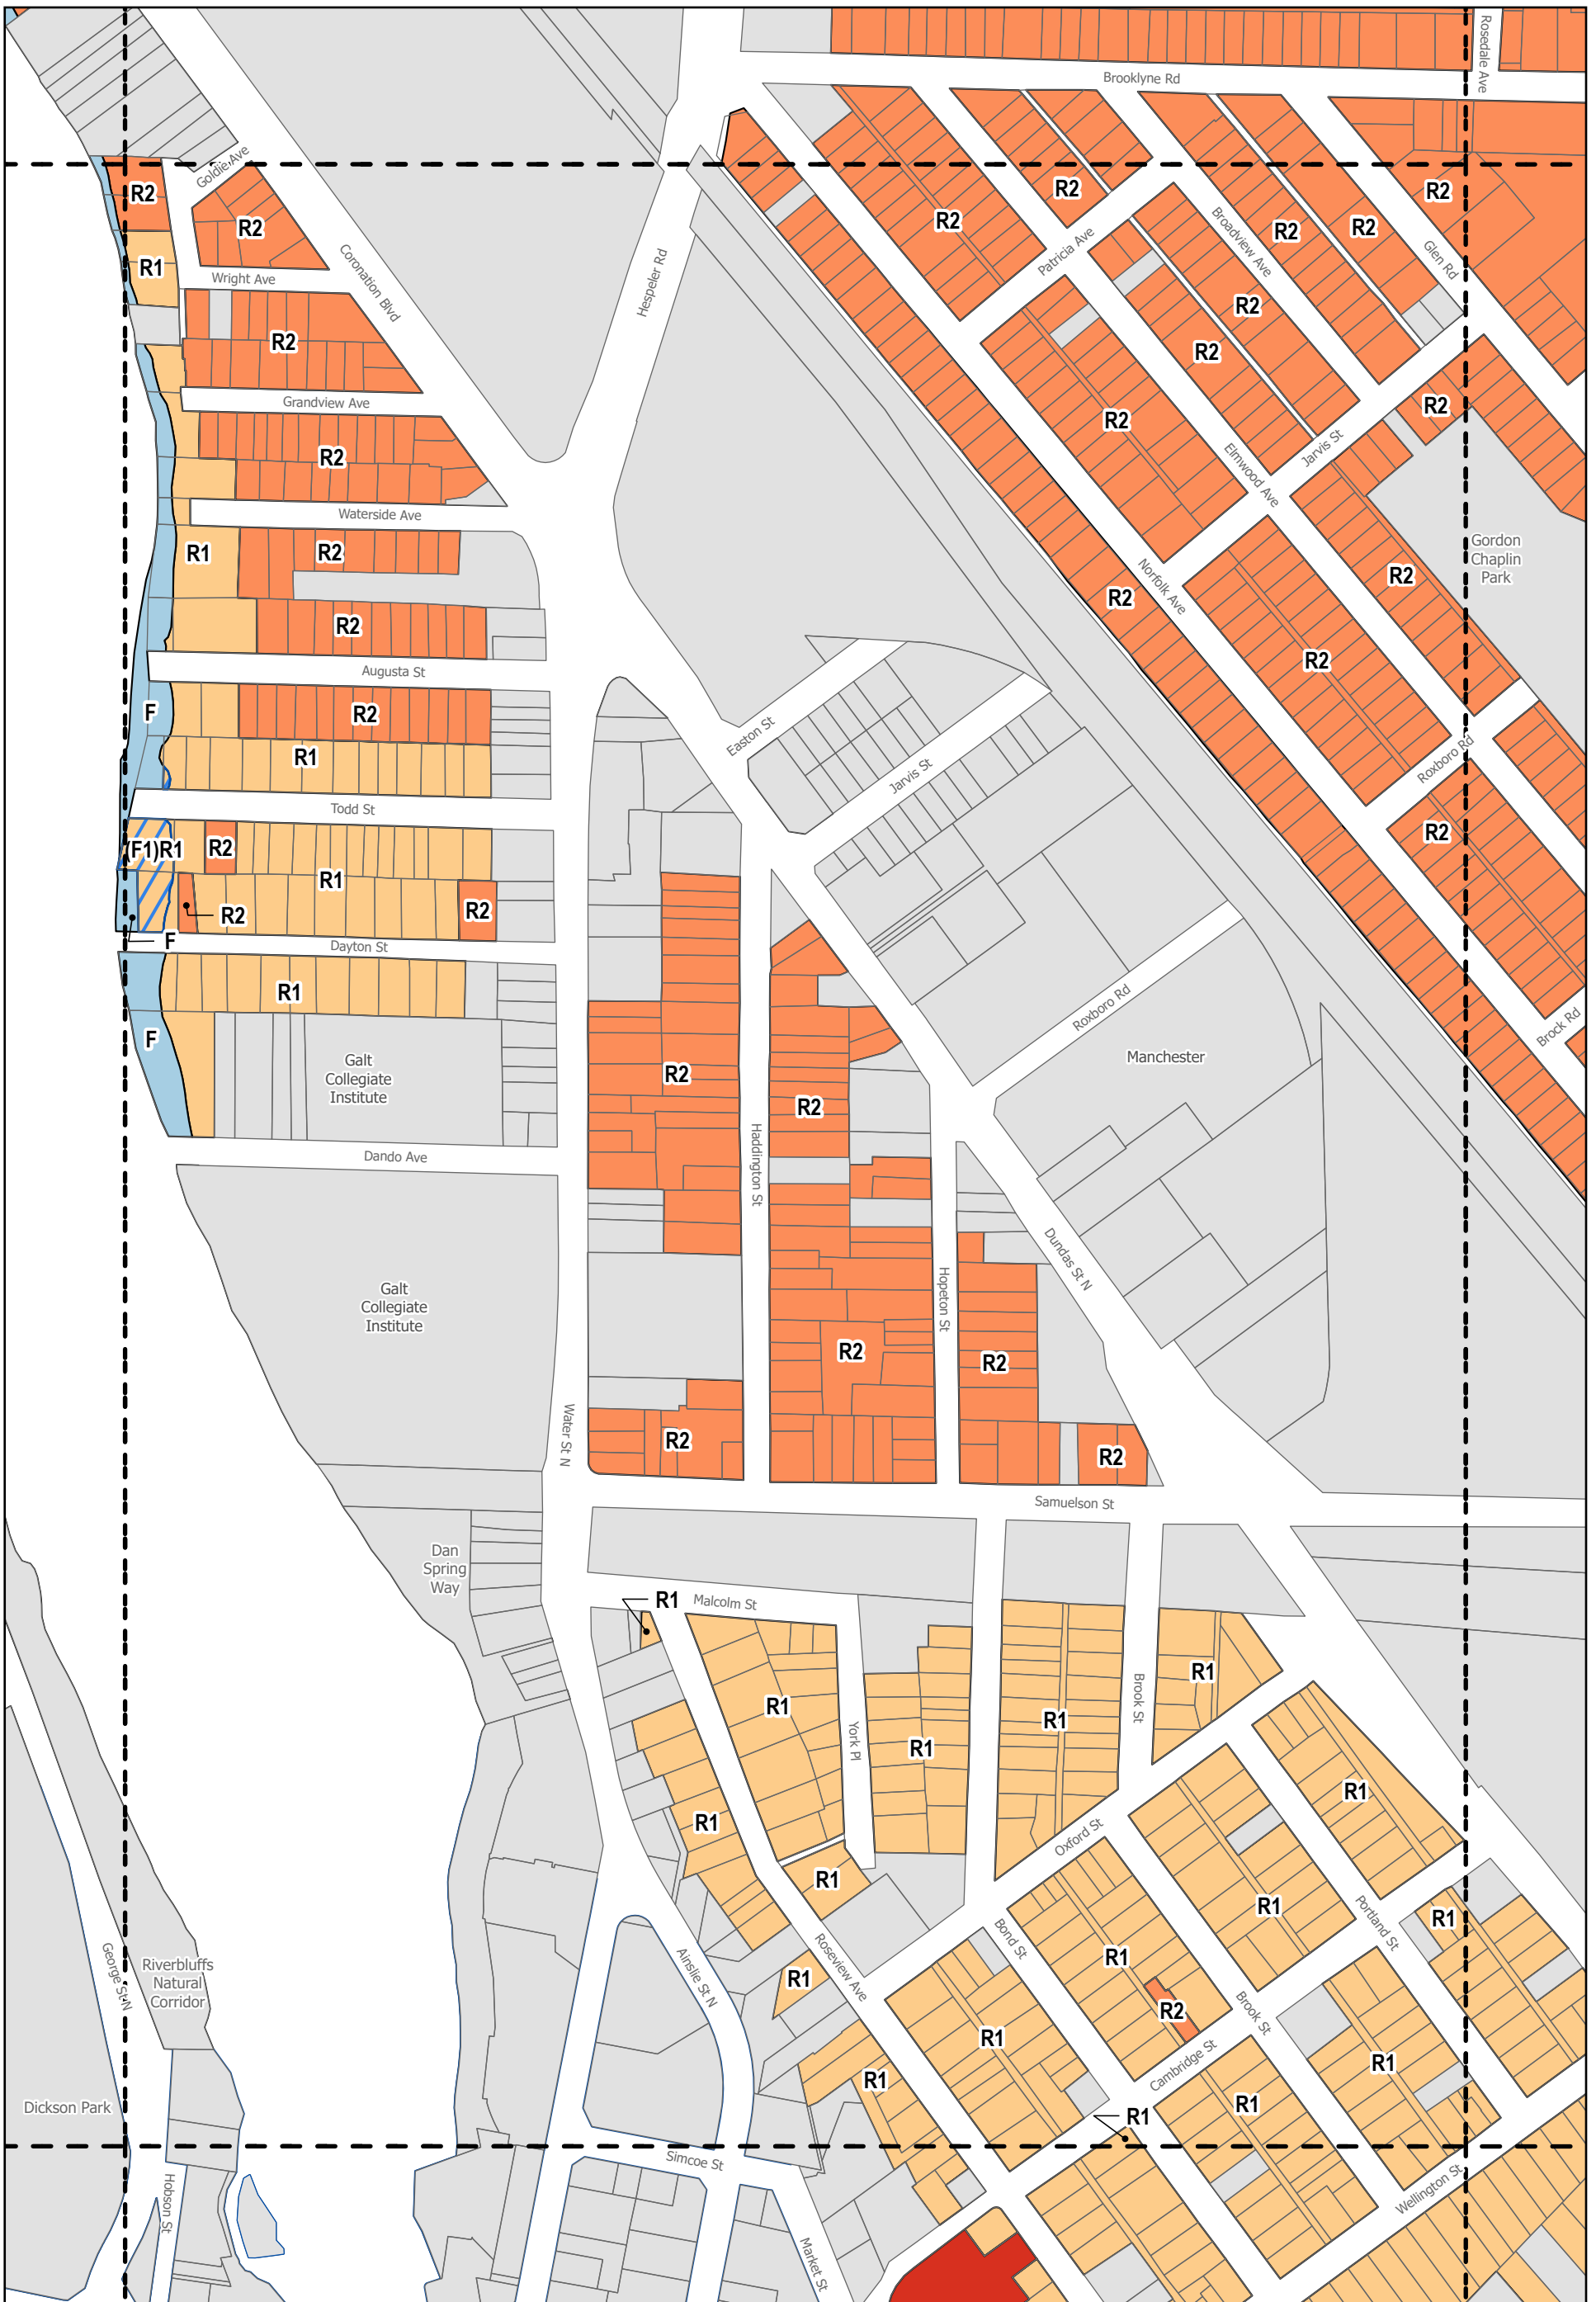 Rosedale Ave
Brooklyne Rd
Goldie Ave
R2
R2
R2
R2
R2
R2
R2
Coronation Blvd
Broadview Ave
Patricia Ave
Glen Rd
R1
Wright Ave
Hespeler Rd
R2
R2
R2
Grandview Ave
R2
R2
R2
Jarvis St
Elmwood Ave
Waterside Ave
R1
R2
Gordon
Chaplin
Park
Norfolk Ave
R2
R2
R2
R2
Augusta St
F
R2
R1
Easton St
Jarvis St
Roxboro Rd
Todd St
(F1)R1
R2
R1
R2
R2
R2
F
Dayton St
R1
Roxboro Rd
Brock Rd
F
Galt
Collegiate
Institute
R2
R2
Manchester
Haddington St
Dando Ave
Galt
Collegiate
Institute
Dundas St N
Hopeton St
R2
R2
Water St N
R2
R2
Samuelson St
Dan
Spring
Way
R1
Malcolm St
R1
R1
R1
R1
Brook St
York Pl
R1
R1
R1
Oxford St
R1
R1
R1
Portland St
Bond St
R1
Roseview Ave
R1
Ainslie St N
George St N
Riverbluffs
Natural
Corridor
R2
Brook St
R1
R1
R1
Cambridge St
R1
R1
Dickson Park
Simcoe St
Wellington St
Hobson St
Market St